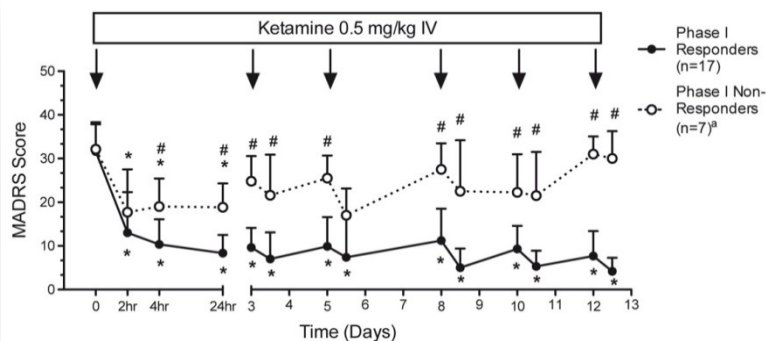 Ketamine 0.5 mg/kg IV
Phase I
Responders
(n=17)
Phase I Non-
Responders
(n=7)a
MADRS Score
50
40
30
20
10
0
* # * # * # # # # # # # # # #
* * * * * * * * * * * * *
0 2hr 4hr 24hr 3 4 5 6 7 8 9 10 11 12 13
Time (Days)